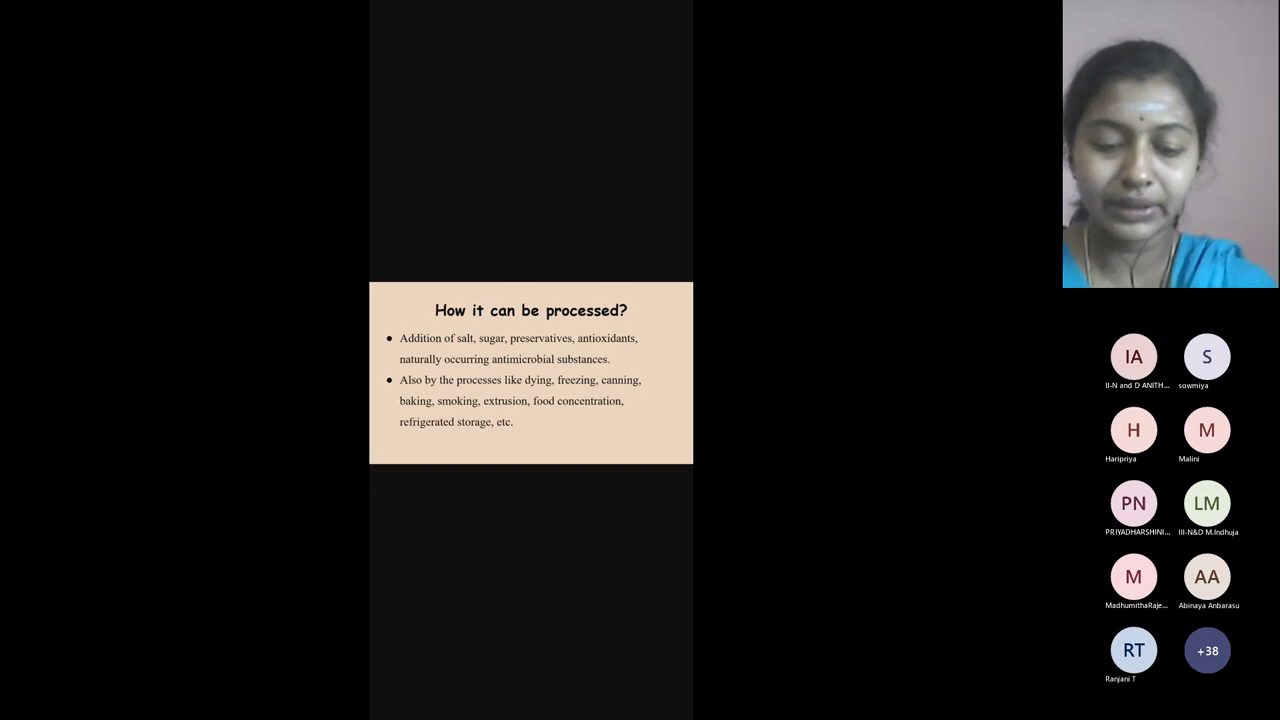 How it can be processed?
● Addition of salt, sugar, preservatives, antioxidants,
naturally occurring antimicrobial substances.
● Also by the processes like dying, freezing, canning,
baking, smoking, extrusion, food concentration,
refrigerated storage, etc.
IA
S
II-N and D ANITH...
sowmiya
H
M
Haripriya
Malini
PN
LM
PRIYADHARSHINI...
III-N&D M.Indhuja
M
AA
MadhumithaRaje...
Abinaya Anbarasu
RT
+38
Ranjani T